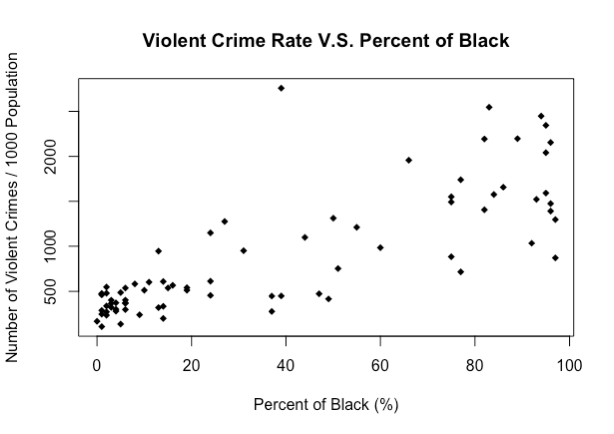 Violent Crime Rate V.S. Percent of Black
Number of Violent Crimes / 1000 Population
2000
1000
500
0 20 40 60 80 100
Percent of Black (%)